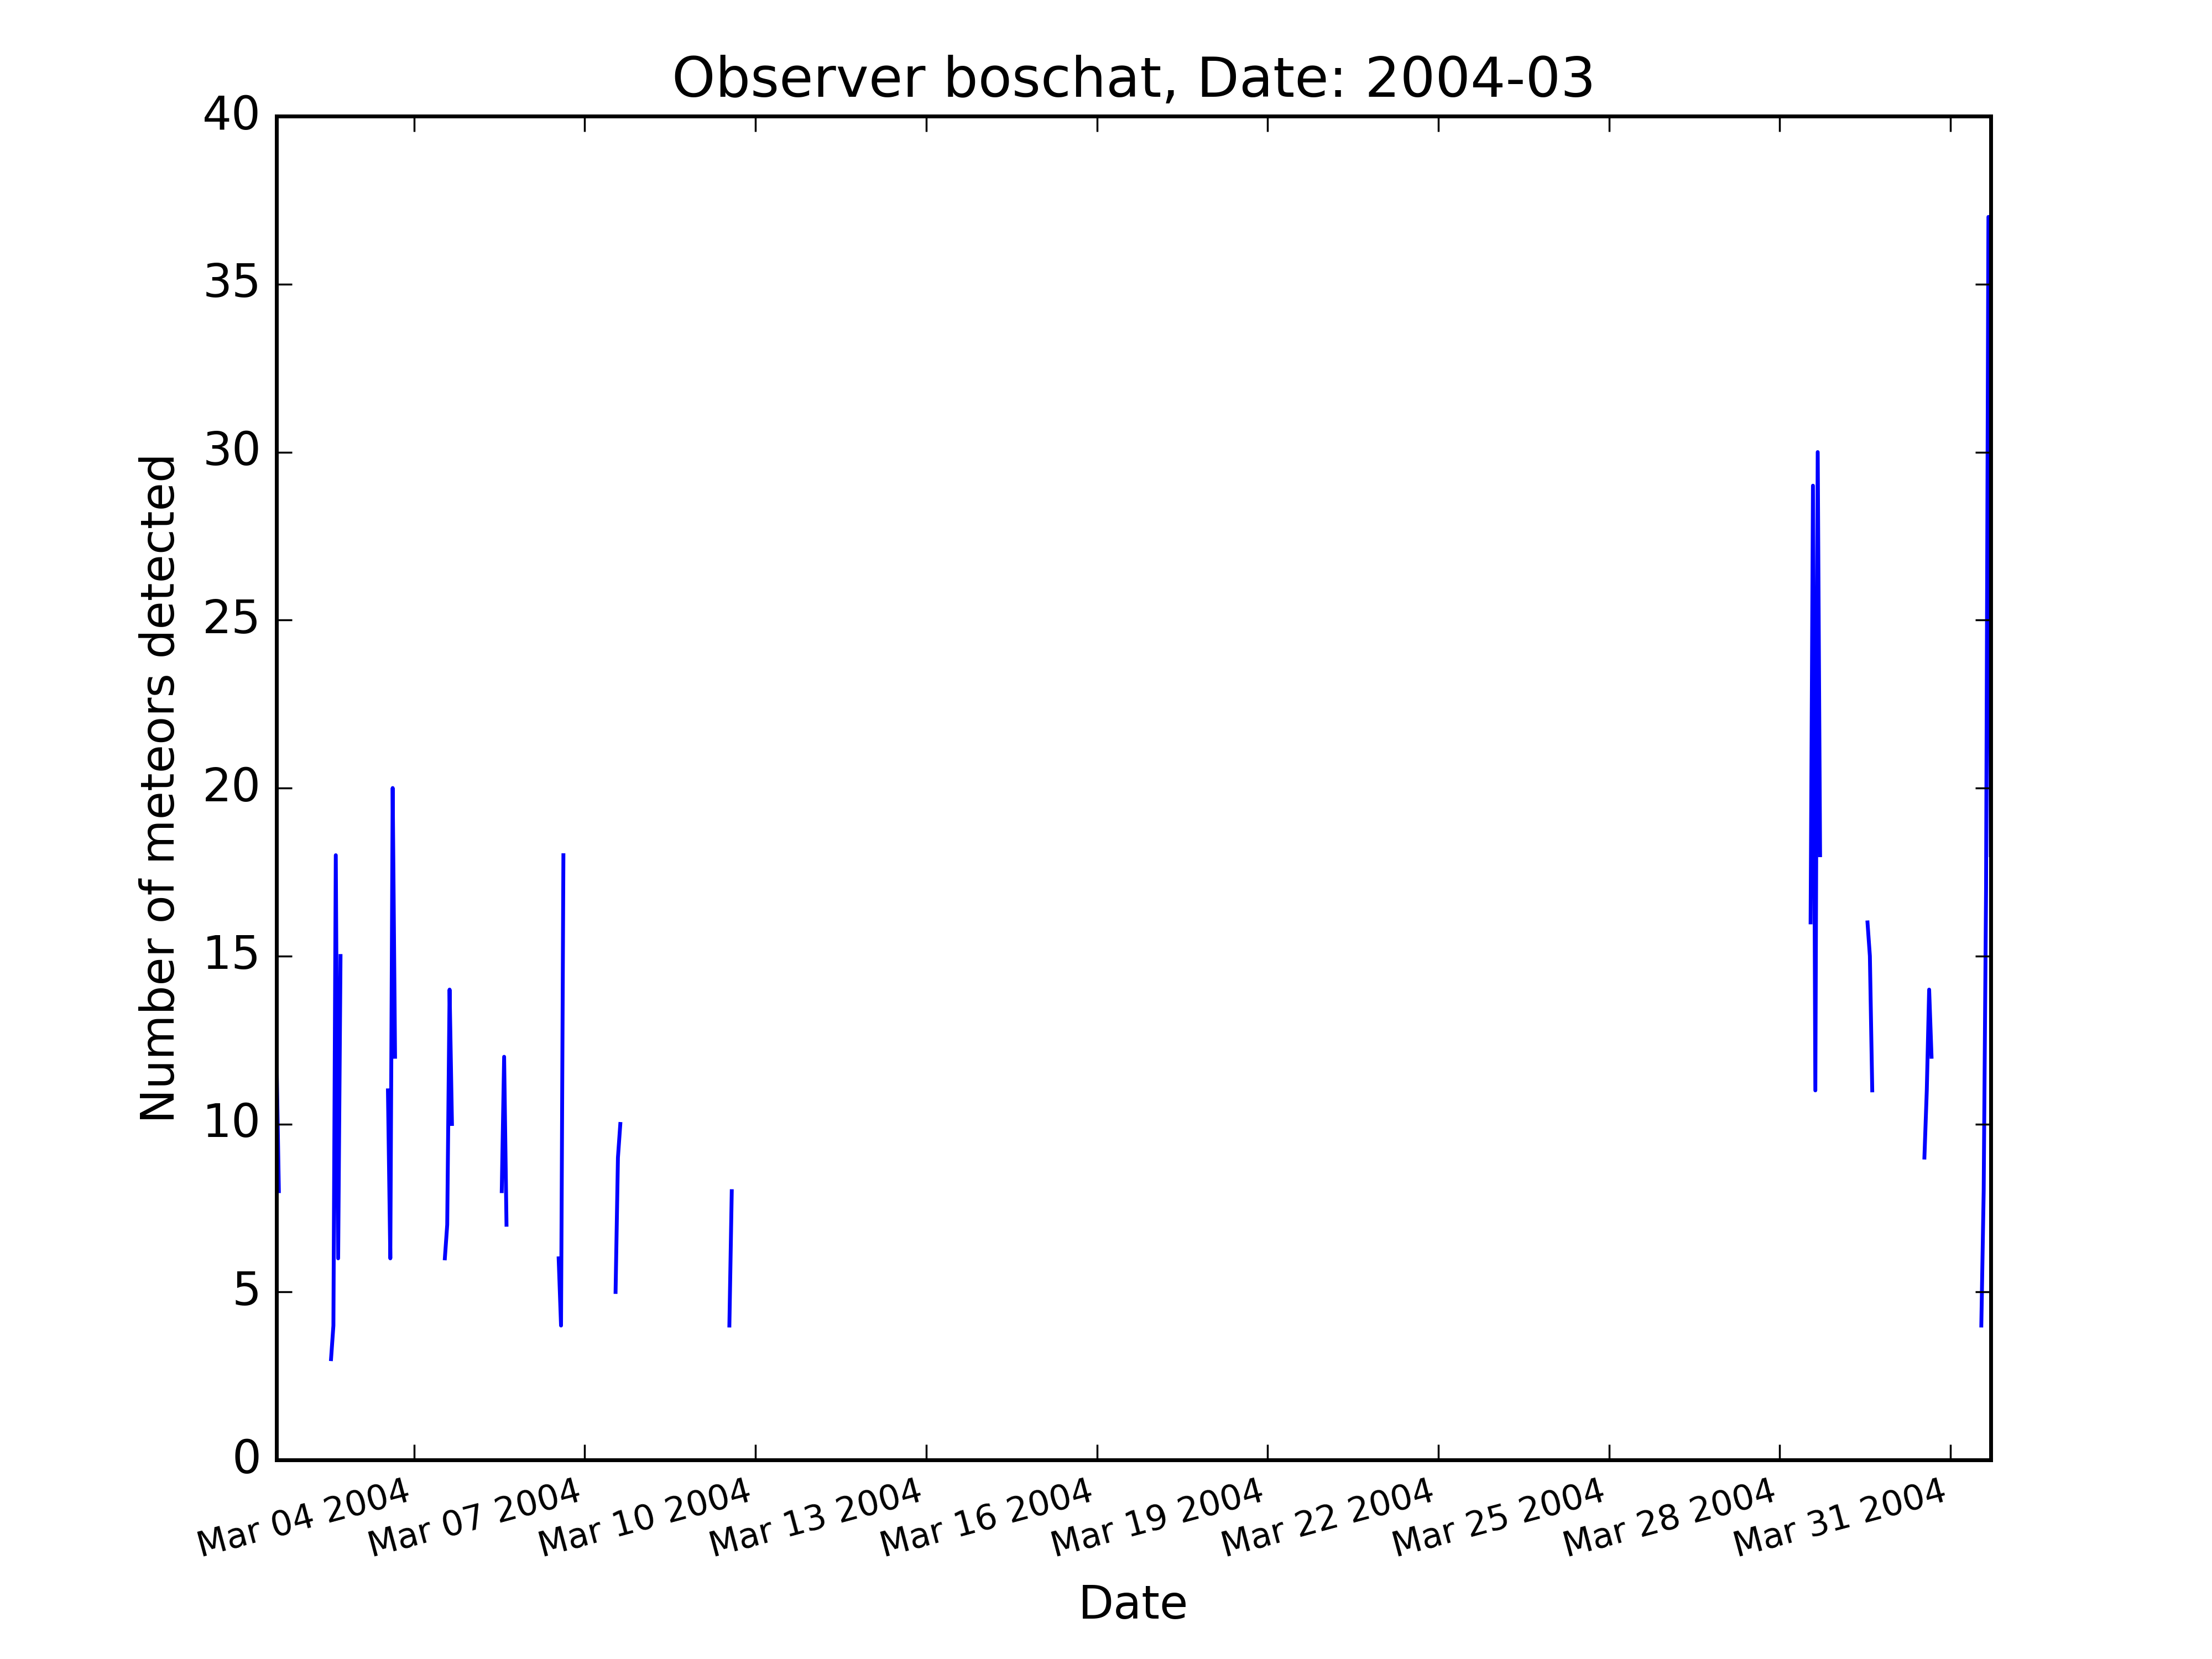 Observer boschat, Date: 2004-03
40
35
30
25
20
15
10
5
0
Number of meteors detected
Mar 04 2004
Mar 07 2004
Mar 10 2004
Mar 13 2004
Mar 16 2004
Mar 19 2004
Mar 22 2004
Mar 25 2004
Mar 28 2004
Mar 31 2004
Date